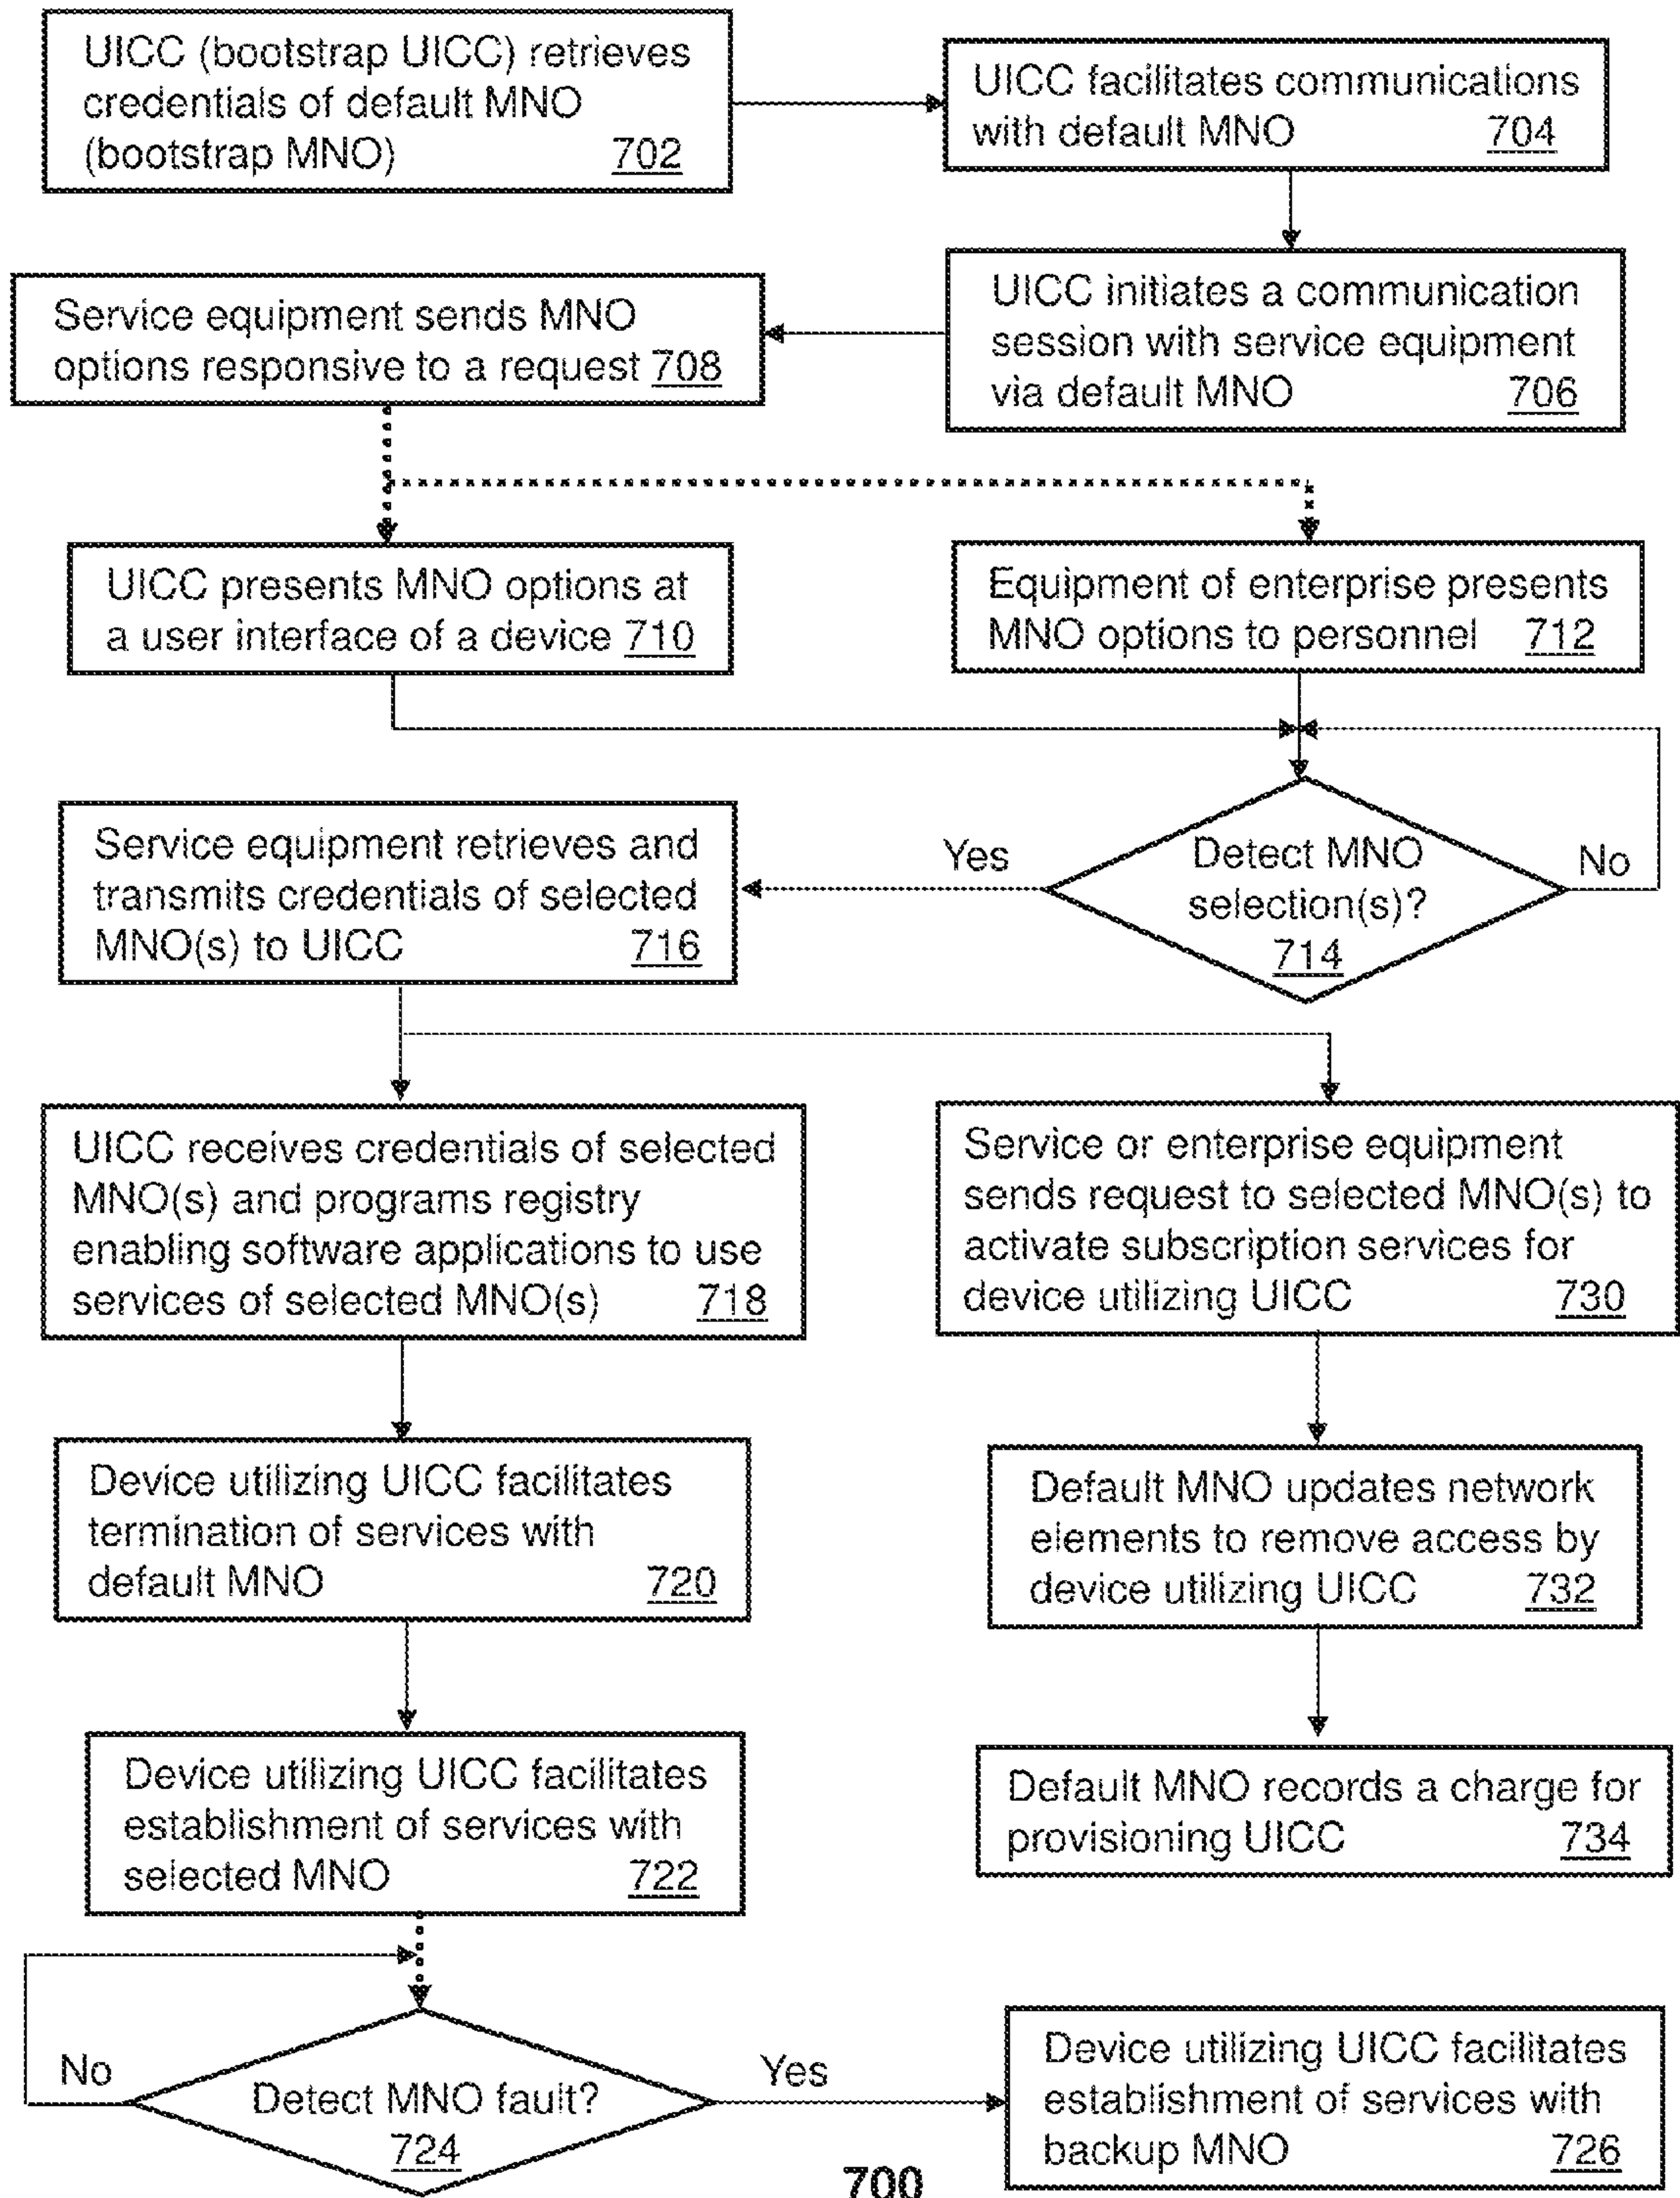 UICC (bootstrap UICC) retrieves
credentials of default MNO
(bootstrap MNO) 702
UICC facilitates communications
with default MNO 704
UICC initiates a communication
session with service equipment
via default MNO 706
Service equipment sends MNO
options responsive to a request 708
UICC presents MNO options at
a user interface of a device 710
Equipment of enterprise presents
MNO options to personnel 712
Detect MNO
selection(s)?
714
Yes
No
Service equipment retrieves and
transmits credentials of selected
MNO(s) to UICC 716
UICC receives credentials of selected
MNO(s) and programs registry
enabling software applications to use
services of selected MNO(s) 718
Service or enterprise equipment
sends request to selected MNO(s) to
activate subscription services for
device utilizing UICC 730
Device utilizing UICC facilitates
termination of services with
default MNO 720
Default MNO updates network
elements to remove access by
device utilizing UICC 732
Device utilizing UICC facilitates
establishment of services with
selected MNO 722
Default MNO records a charge for
provisioning UICC 734
No
Detect MNO fault?
724
Yes
Device utilizing UICC facilitates
establishment of services with
backup MNO 726
700